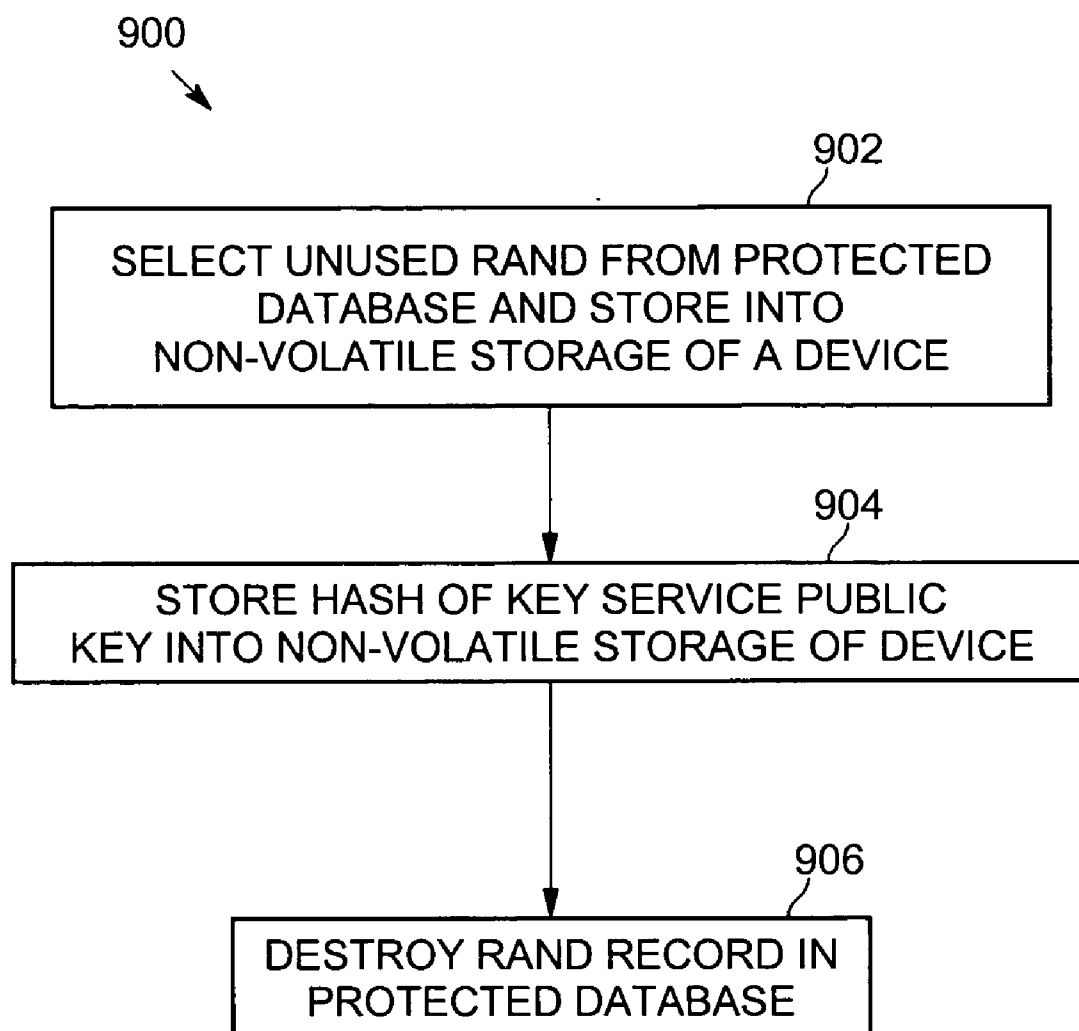 900
902
SELECT UNUSED RAND FROM PROTECTED
DATABASE AND STORE INTO
NON-VOLATILE STORAGE OF A DEVICE
904
STORE HASH OF KEY SERVICE PUBLIC
KEY INTO NON-VOLATILE STORAGE OF DEVICE
906
DESTROY RAND RECORD IN
PROTECTED DATABASE